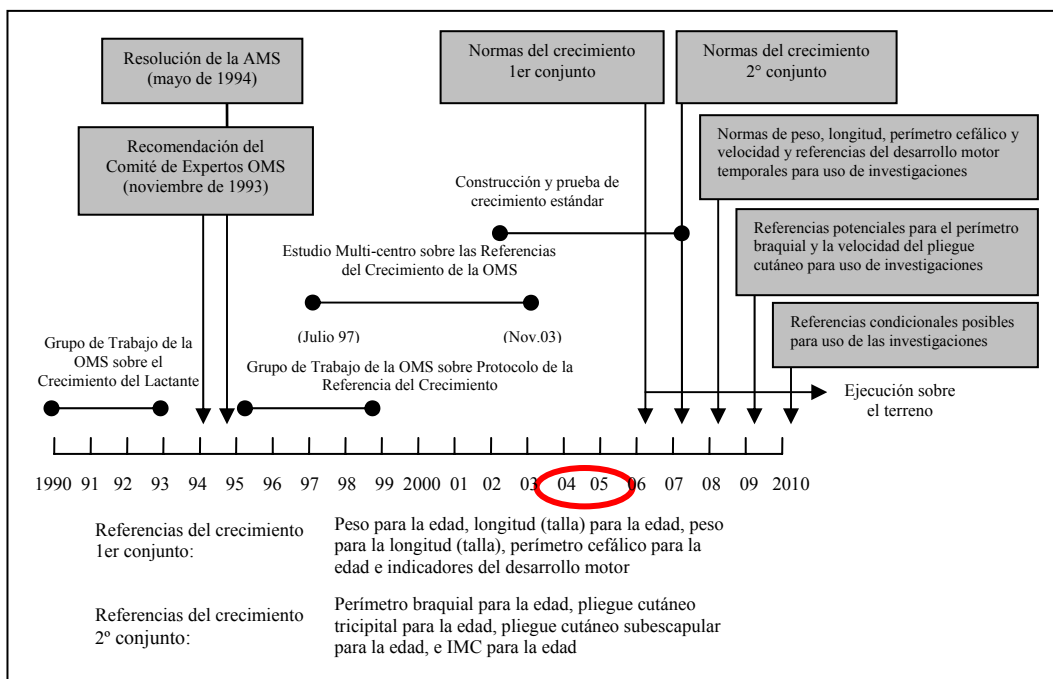 Resolución de la AMS
(mayo de 1994)
Recomendación del
Comité de Expertos OMS
(noviembre de 1993)
Normas del crecimiento
1er conjunto
Normas del crecimiento
2° conjunto
Normas de peso, longitud, perímetro cefálico y
velocidad y referencias del desarrollo motor
temporales para uso de investigaciones
Construcción y prueba de
crecimiento estándar
Referencias potenciales para el perímetro
braquial y la velocidad del pliegue
cutáneo para uso de investigaciones
Estudio Multi-centro sobre las Referencias
del Crecimiento de la OMS
(Julio 97)
(Nov.03)
Referencias condicionales posibles
para uso de las investigaciones
Grupo de Trabajo de la
OMS sobre el
Crecimiento del Lactante
Grupo de Trabajo de la OMS sobre Protocolo de la
Referencia del Crecimiento
Ejecución sobre
el terreno
1990 91 92 93 94 95 96 97 98 99 2000 01 02 03 04 05 06 07 08 09 2010
Referencias del crecimiento
1er conjunto:
Peso para la edad, longitud (talla) para la edad, peso
para la longitud (talla), perímetro cefálico para la
edad e indicadores del desarrollo motor
Referencias del crecimiento
2º conjunto:
Perímetro braquial para la edad, pliegue cutáneo
tricipital para la edad, pliegue cutáneo subescapular
para la edad, e IMC para la edad